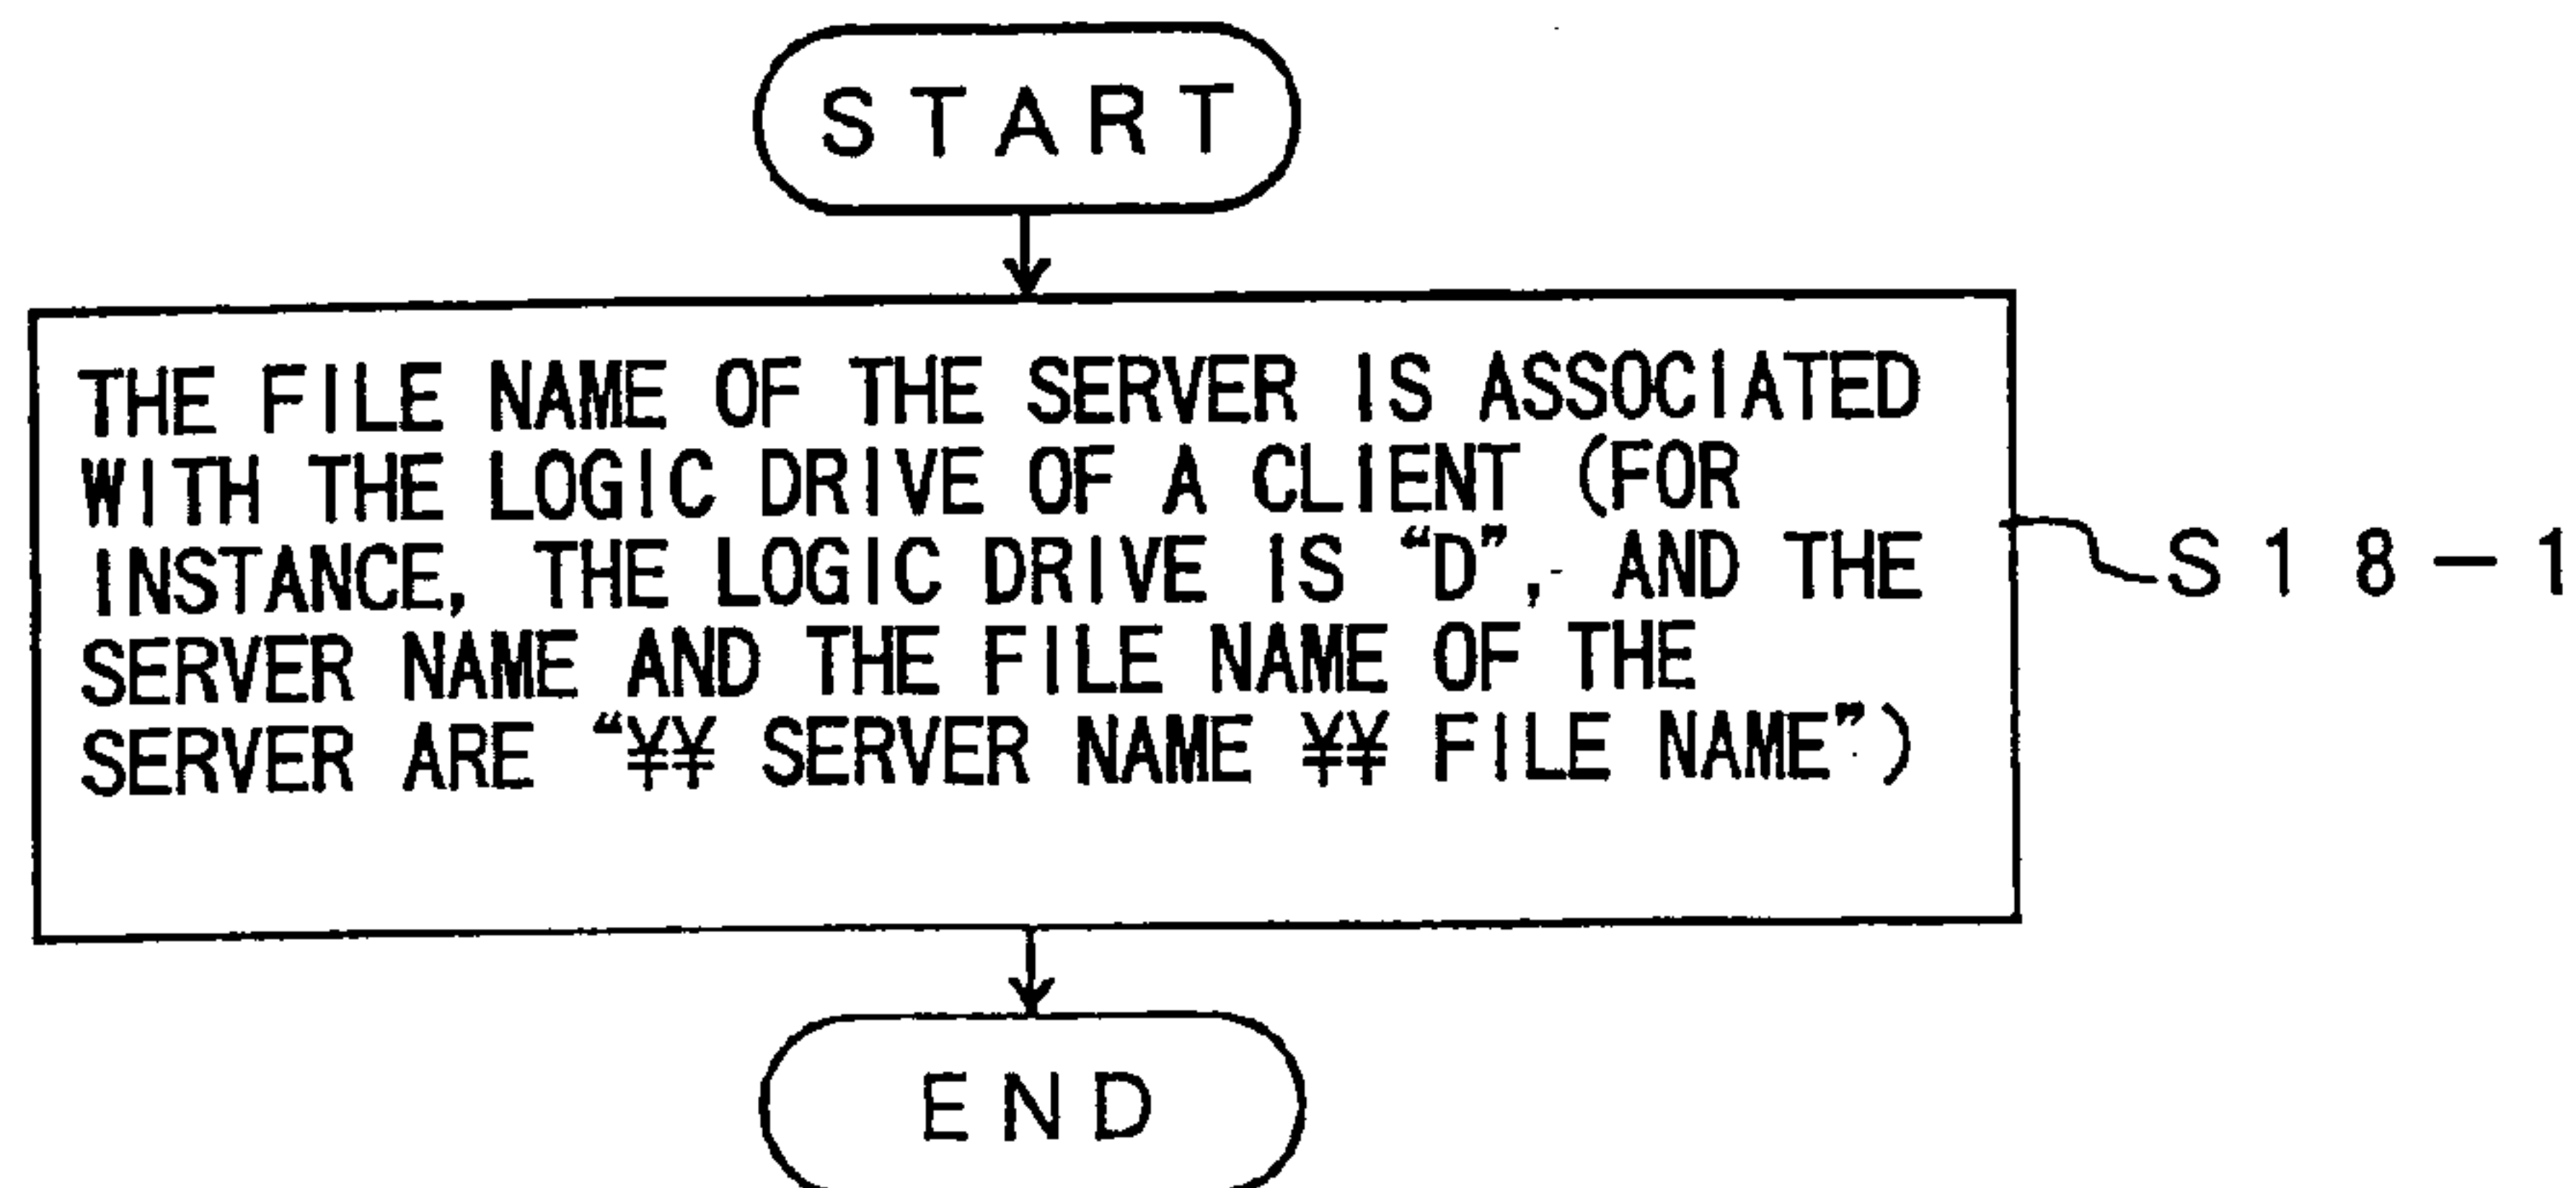 START
THE FILE NAME OF THE SERVER IS ASSOCIATED
WITH THE LOGIC DRIVE OF A CLIENT (FOR
INSTANCE, THE LOGIC DRIVE IS “D”, AND THE
SERVER NAME AND THE FILE NAME OF THE
SERVER ARE “¥¥ SERVER NAME ¥¥ FILE NAME”)
S18-1
END